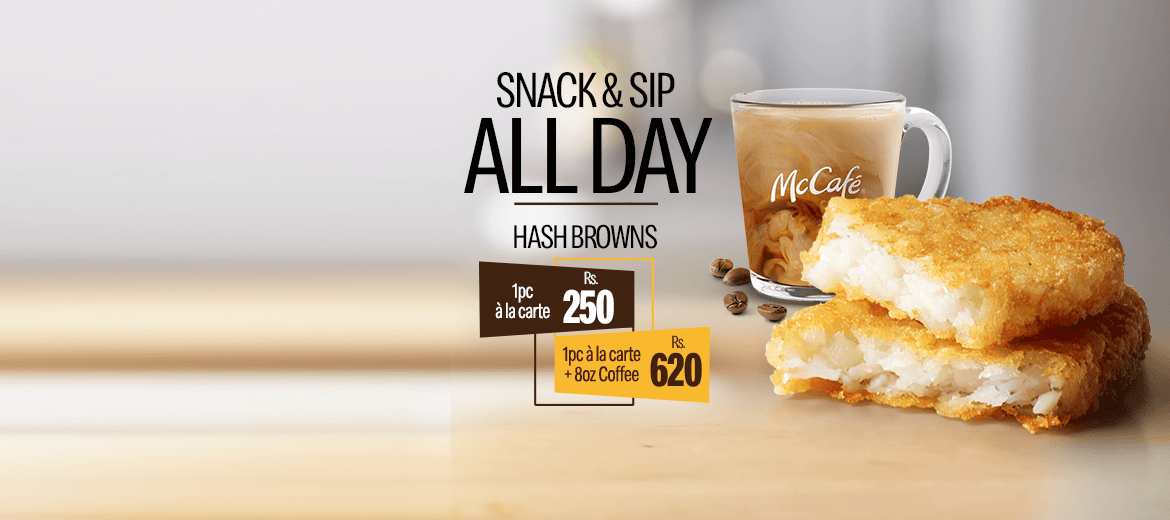 SNACK & SIP
ALL DAY
HASH BROWNS
1pc
à la carte
Rs.
250
1pc à la carte
+ 8oz Coffee
Rs.
620
McCafé